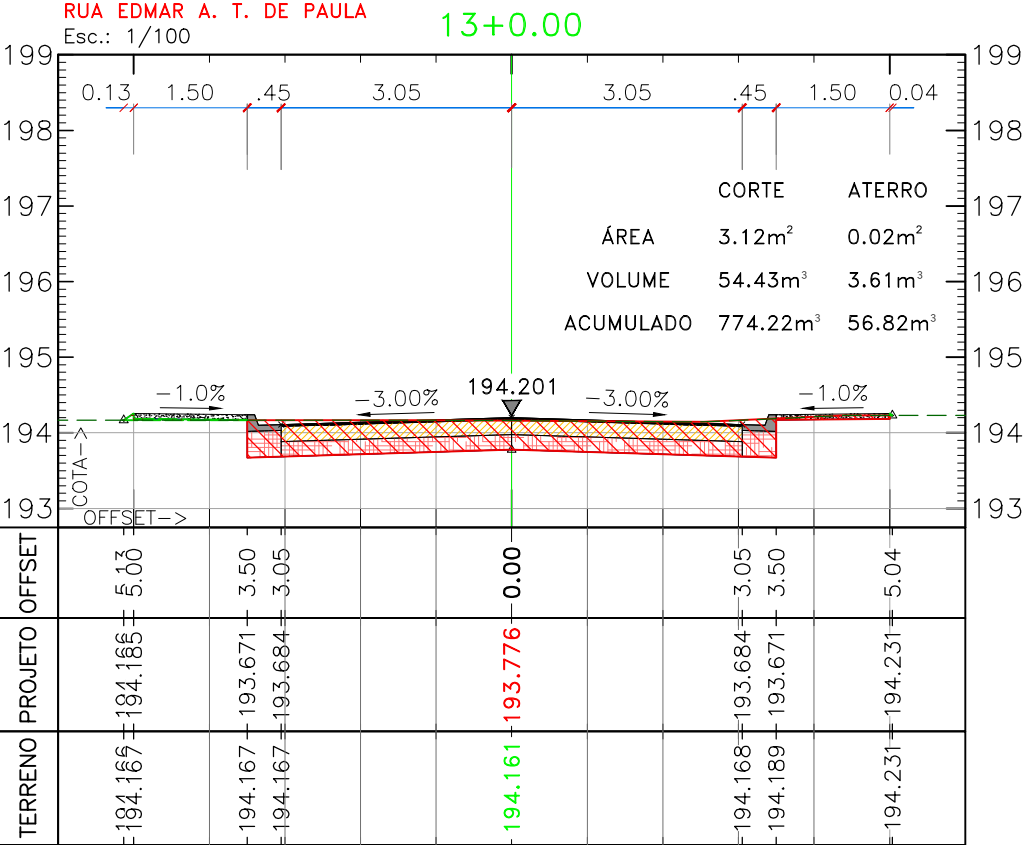 RUA EDMAR A. T. DE PAULA
Esc.: 1/100
13+0.00
199 199
0.13 1.50 .45 3.05 3.05 .45 1.50 0.04
198 198
197 197
CORTE ATERRO
ÁREA 3.12m² 0.02m²
196 196
VOLUME 54.43m³ 3.61m³
ACUMULADO 774.22m³ 56.82m³
195 195
194.201
-1.0% -3.00% -3.00% -1.0%
194 194
COTA->
193 193
OFFSET->
OFFSET 5.13 5.00 3.50 3.05 0.00 3.05 3.50 5.04
PROJETO 194.166 194.185 193.671 193.684 193.776 193.684 193.671 194.231
TERRENO 194.166 194.167 194.167 194.167 194.161 194.168 194.189 194.231